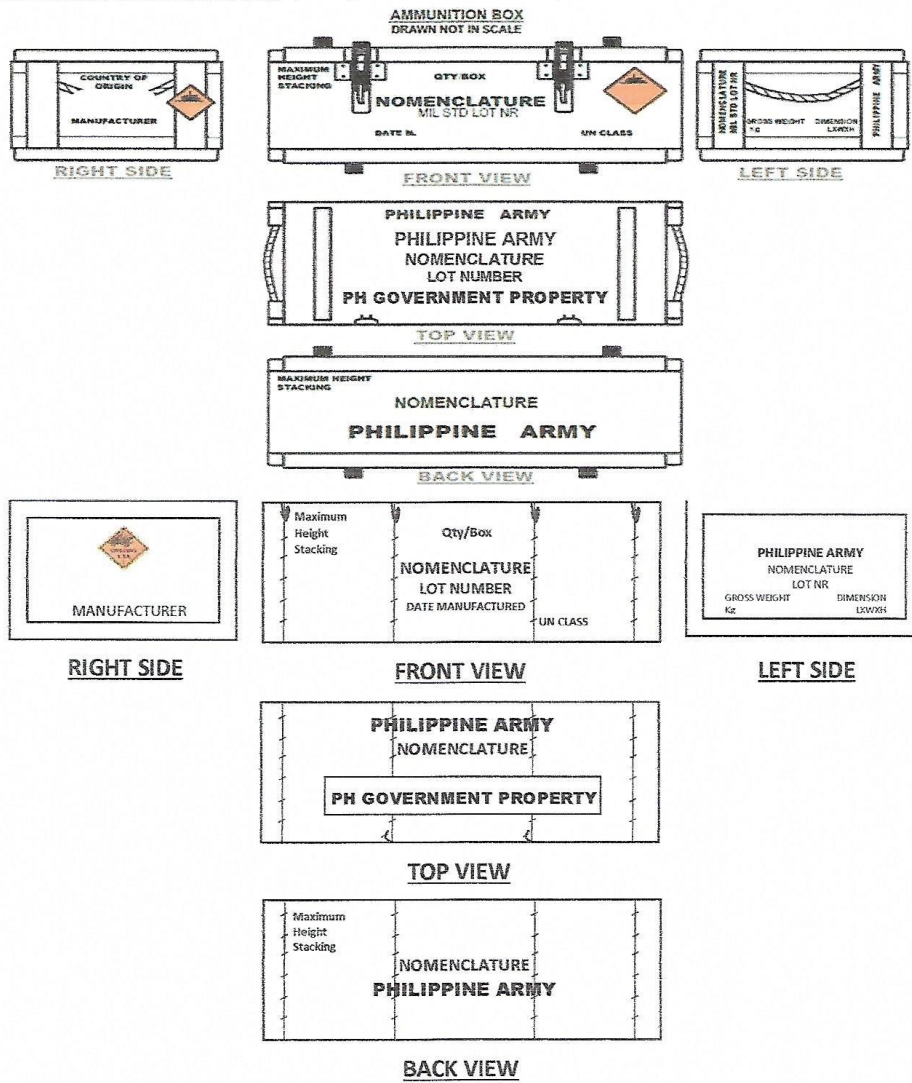 AMMUNITION BOX
DRAWN NOT IN SCALE
COUNTRY OF
ORIGIN
MANUFACTURER
RIGHT SIDE
MAXIMUM
HEIGHT
STACKING
QTY/BOX
NOMENCLATURE
MIL STD LOT NR
DATE M.
UN CLASS
FRONT VIEW
NOMENCLATURE
MIL STD LOT NR
GROSS WEIGHT DIMENSION
Kg LXWXH
PHILIPPINE ARMY
LEFT SIDE
PHILIPPINE ARMY
PHILIPPINE ARMY
NOMENCLATURE
LOT NUMBER
PH GOVERNMENT PROPERTY
TOP VIEW
MAXIMUM HEIGHT
STACKING
NOMENCLATURE
PHILIPPINE ARMY
BACK VIEW
MANUFACTURER
RIGHT SIDE
Maximum
Height
Stacking
Qty/Box
NOMENCLATURE
LOT NUMBER
DATE MANUFACTURED
UN CLASS
FRONT VIEW
PHILIPPINE ARMY
NOMENCLATURE
LOT NR
GROSS WEIGHT DIMENSION
Kg LXWXH
LEFT SIDE
PHILIPPINE ARMY
NOMENCLATURE
PH GOVERNMENT PROPERTY
TOP VIEW
Maximum
Height
Stacking
NOMENCLATURE
PHILIPPINE ARMY
BACK VIEW